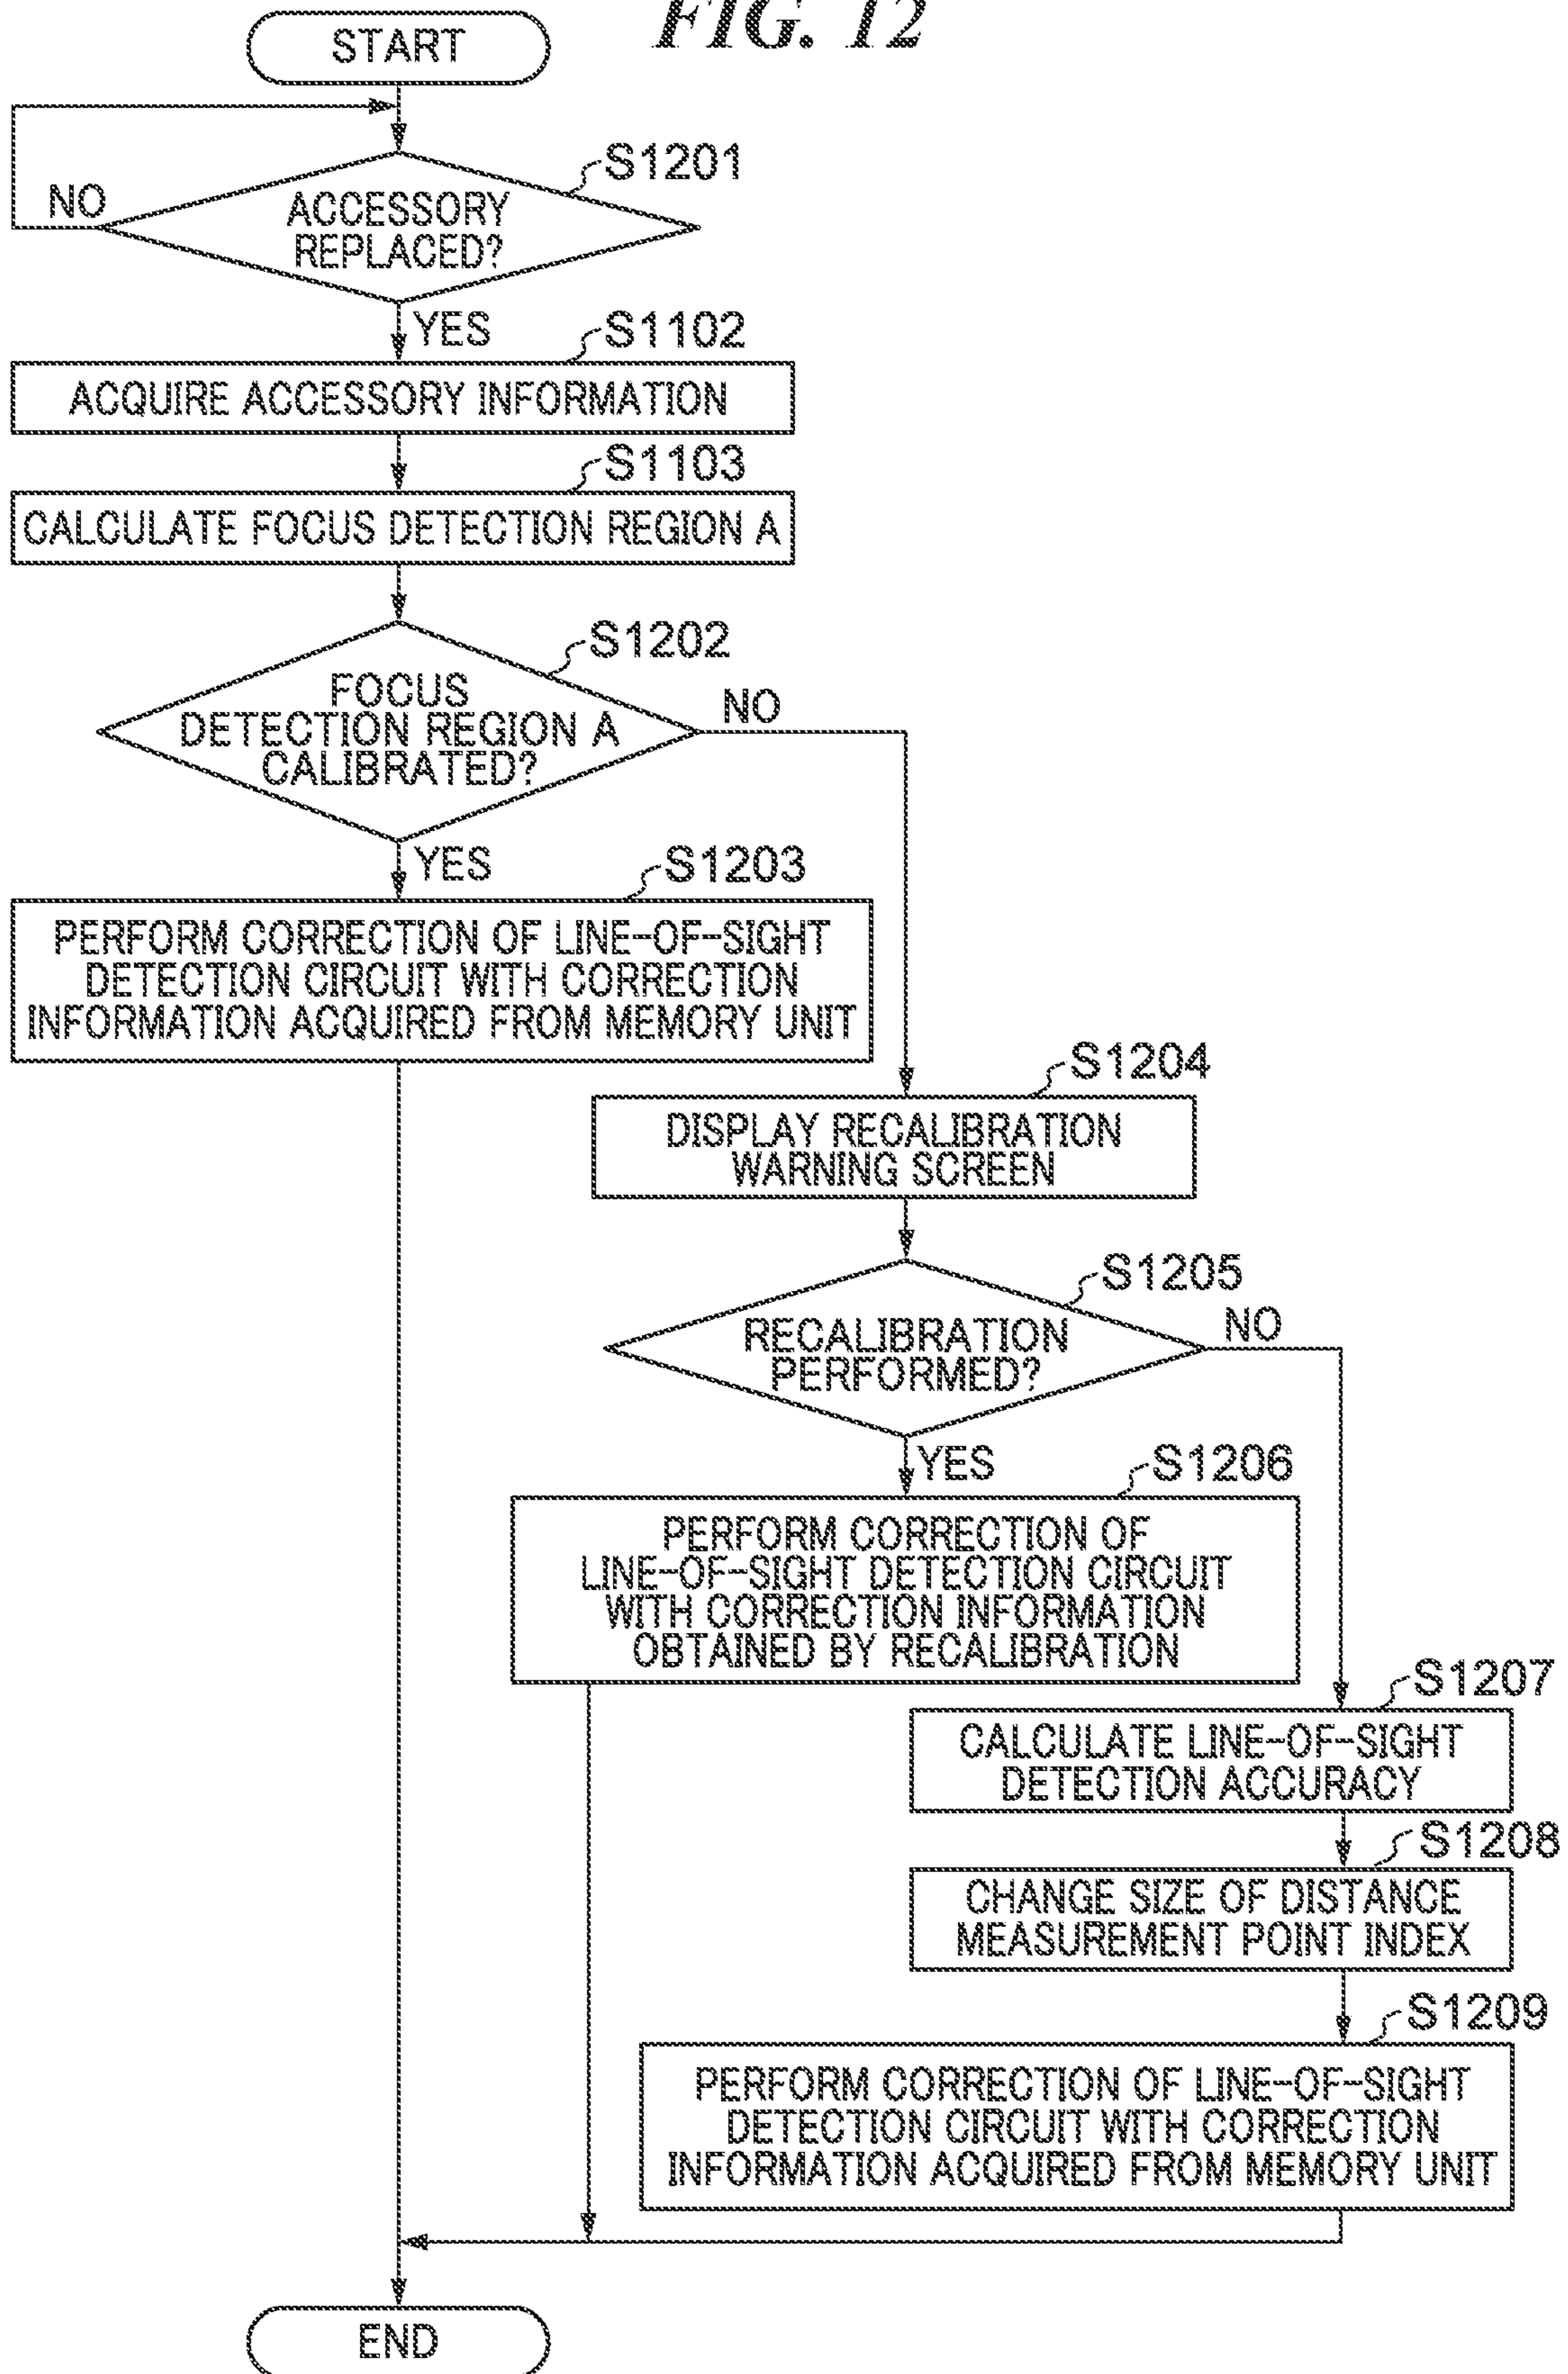 FIG. 12
START
S1201
NO
ACCESSORY
REPLACED?
YES
S1102
ACQUIRE ACCESSORY INFORMATION
S1103
CALCULATE FOCUS DETECTION REGION A
S1202
FOCUS
DETECTION REGION A
CALIBRATED?
NO
YES
S1203
PERFORM CORRECTION OF LINE-OF-SIGHT
DETECTION CIRCUIT WITH CORRECTION
INFORMATION ACQUIRED FROM MEMORY UNIT
S1204
DISPLAY RECALIBRATION
WARNING SCREEN
S1205
RECALIBRATION
PERFORMED?
NO
YES
S1206
PERFORM CORRECTION OF
LINE-OF-SIGHT DETECTION CIRCUIT
WITH CORRECTION INFORMATION
OBTAINED BY RECALIBRATION
S1207
CALCULATE LINE-OF-SIGHT
DETECTION ACCURACY
S1208
CHANGE SIZE OF DISTANCE
MEASUREMENT POINT INDEX
S1209
PERFORM CORRECTION OF LINE-OF-SIGHT
DETECTION CIRCUIT WITH CORRECTION
INFORMATION ACQUIRED FROM MEMORY UNIT
END